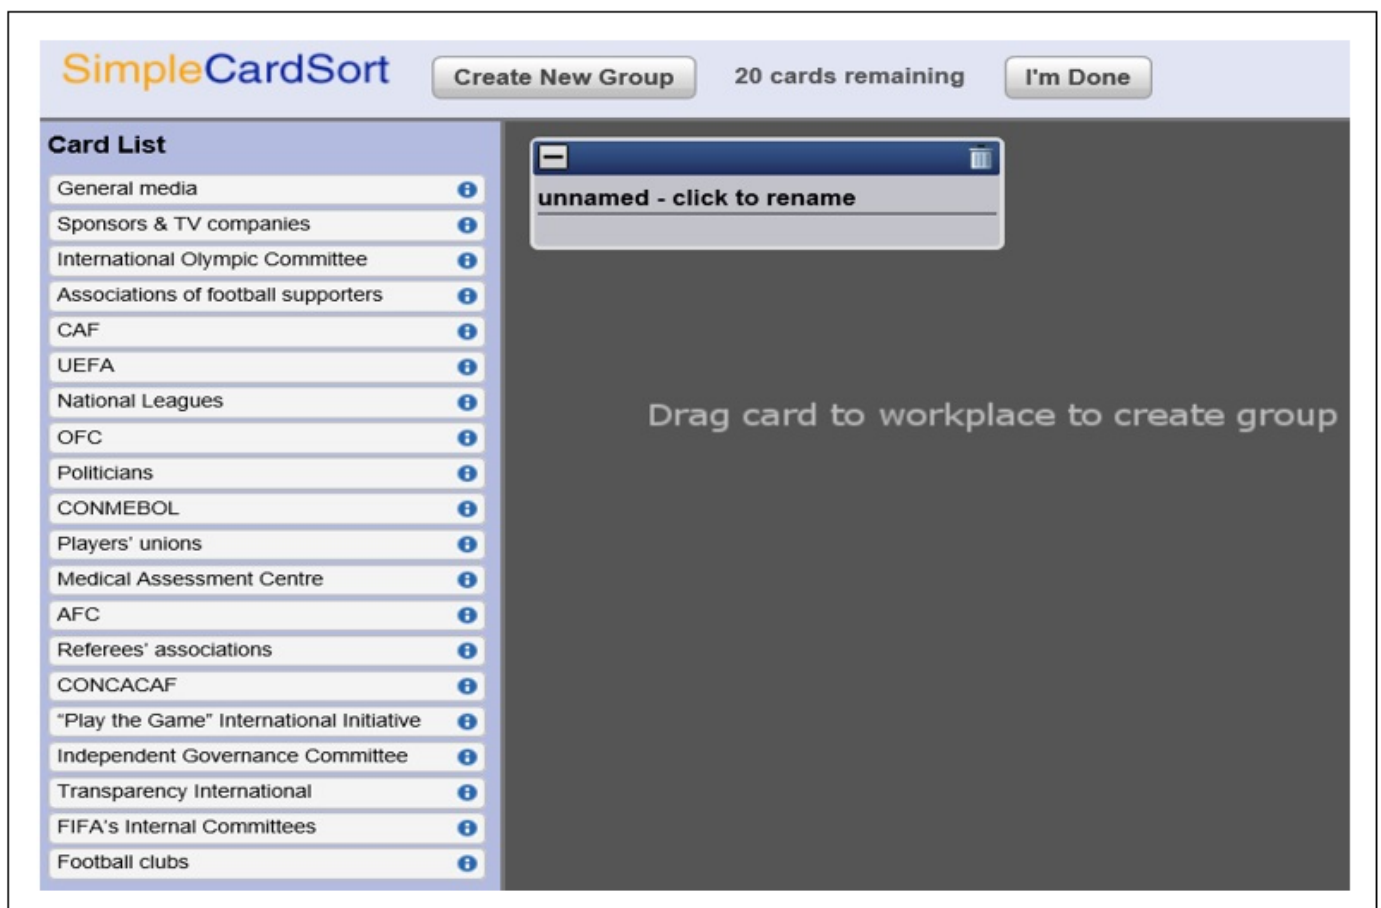 SimpleCardSort
Create New Group
20 cards remaining
I'm Done
Card List
General media
Sponsors & TV companies
International Olympic Committee
Associations of football supporters
CAF
UEFA
National Leagues
OFC
Politicians
CONMEBOL
Players’ unions
Medical Assessment Centre
AFC
Referees’ associations
CONCACAF
“Play the Game” International Initiative
Independent Governance Committee
Transparency International
FIFA’s Internal Committees
Football clubs
unnamed - click to rename
Drag card to workplace to create group